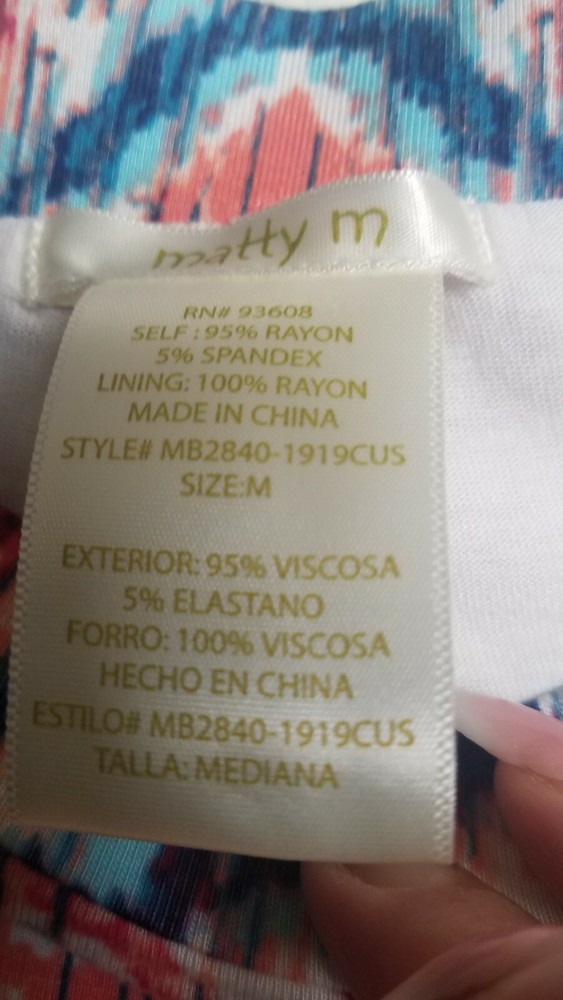 matty m
RN# 93608
SELF : 95% RAYON
5% SPANDEX
LINING: 100% RAYON
MADE IN CHINA
STYLE# MB2840-1919CUS
SIZE:M
EXTERIOR: 95% VISCOSA
5% ELASTANO
FORRO: 100% VISCOSA
HECHO EN CHINA
ESTILO# MB2840-1919CUS
TALLA: MEDIANA